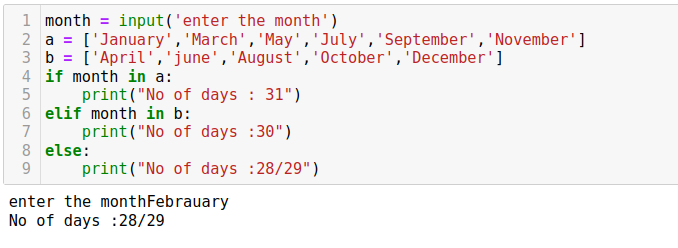 1 month = input('enter the month')
2 a = ['January','March','May','July','September','November']
3 b = ['April','june','August','October','December']
4 if month in a:
5     print("No of days : 31")
6 elif month in b:
7     print("No of days :30")
8 else:
9     print("No of days :28/29")
enter the monthFebrauary
No of days :28/29